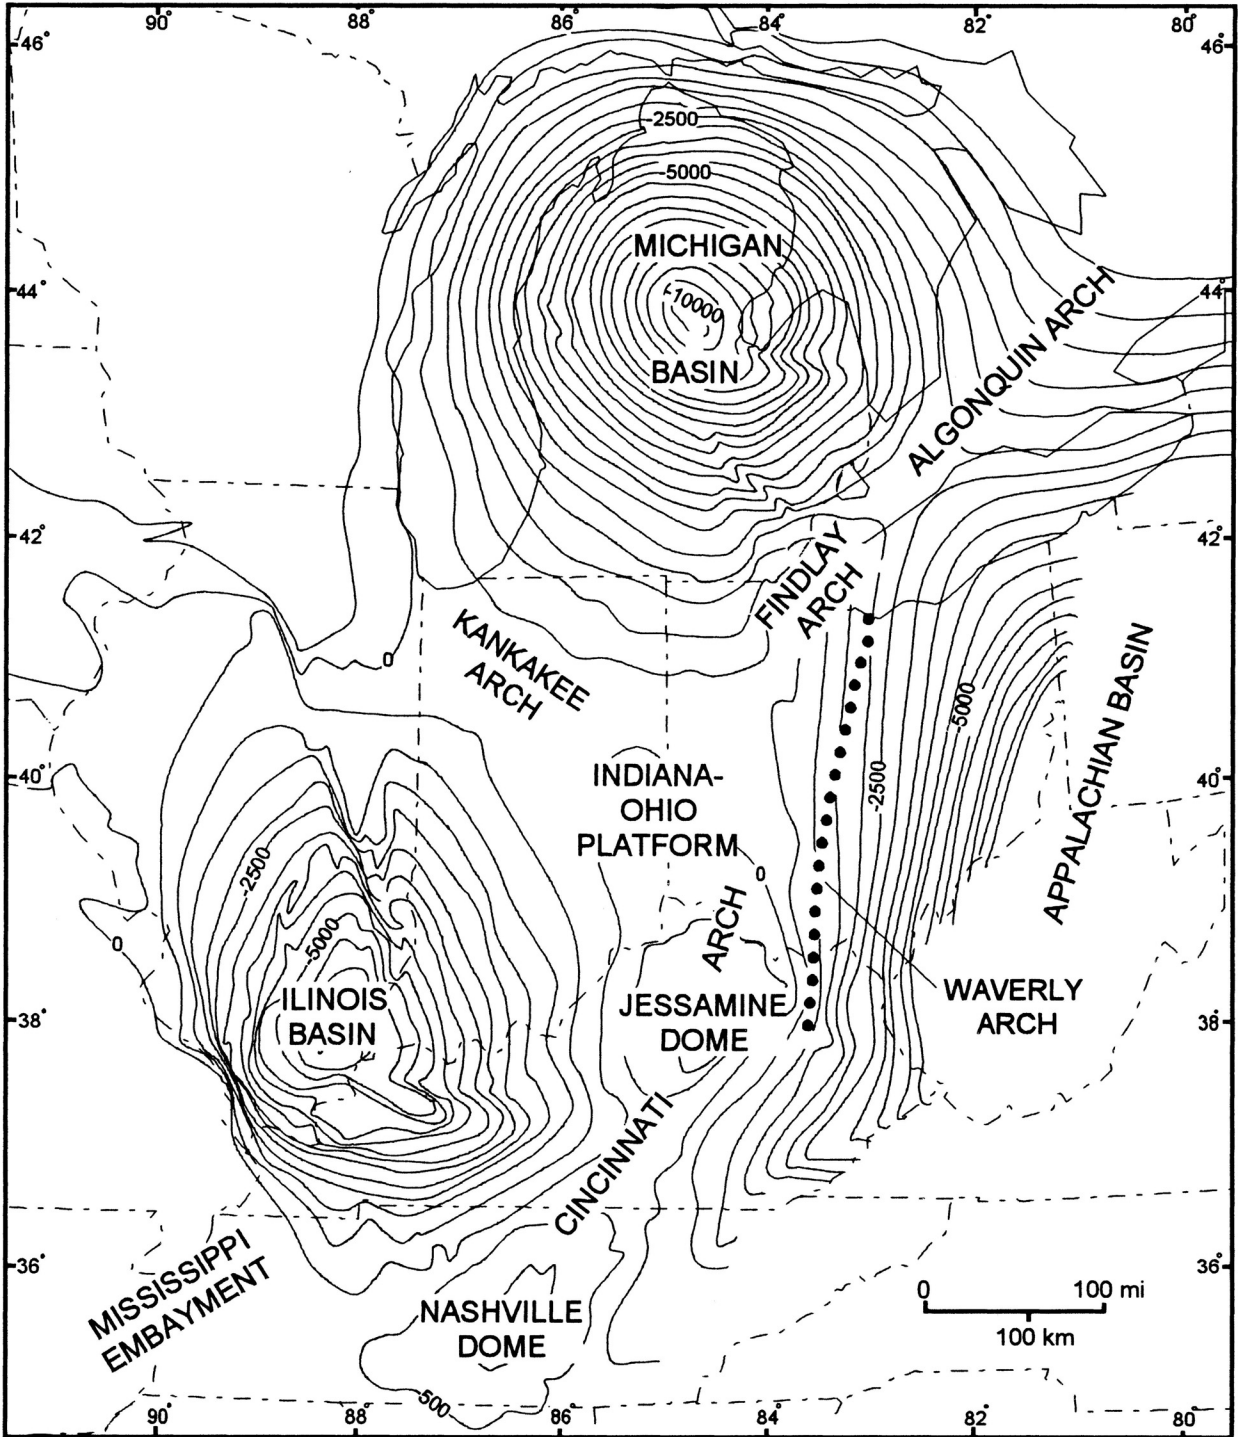 90°
88°
86°
84°
82°
80°
46°
46°
-2500
-5000
MICHIGAN
44°
44°
-10000
BASIN
ALGONQUIN ARCH
42°
42°
FINDLAY
ARCH
KANKAKEE
ARCH
0
-5000
APPALACHIAN BASIN
40°
40°
INDIANA-
OHIO
PLATFORM
-2500
-2500
0
ARCH
0
-5000
ILINOIS
BASIN
JESSAMINE
DOME
WAVERLY
ARCH
38°
38°
CINCINNATI
36°
36°
MISSISSIPPI
EMBAYMENT
0
100 mi
100 km
NASHVILLE
DOME
-500
90°
88°
86°
84°
82°
80°